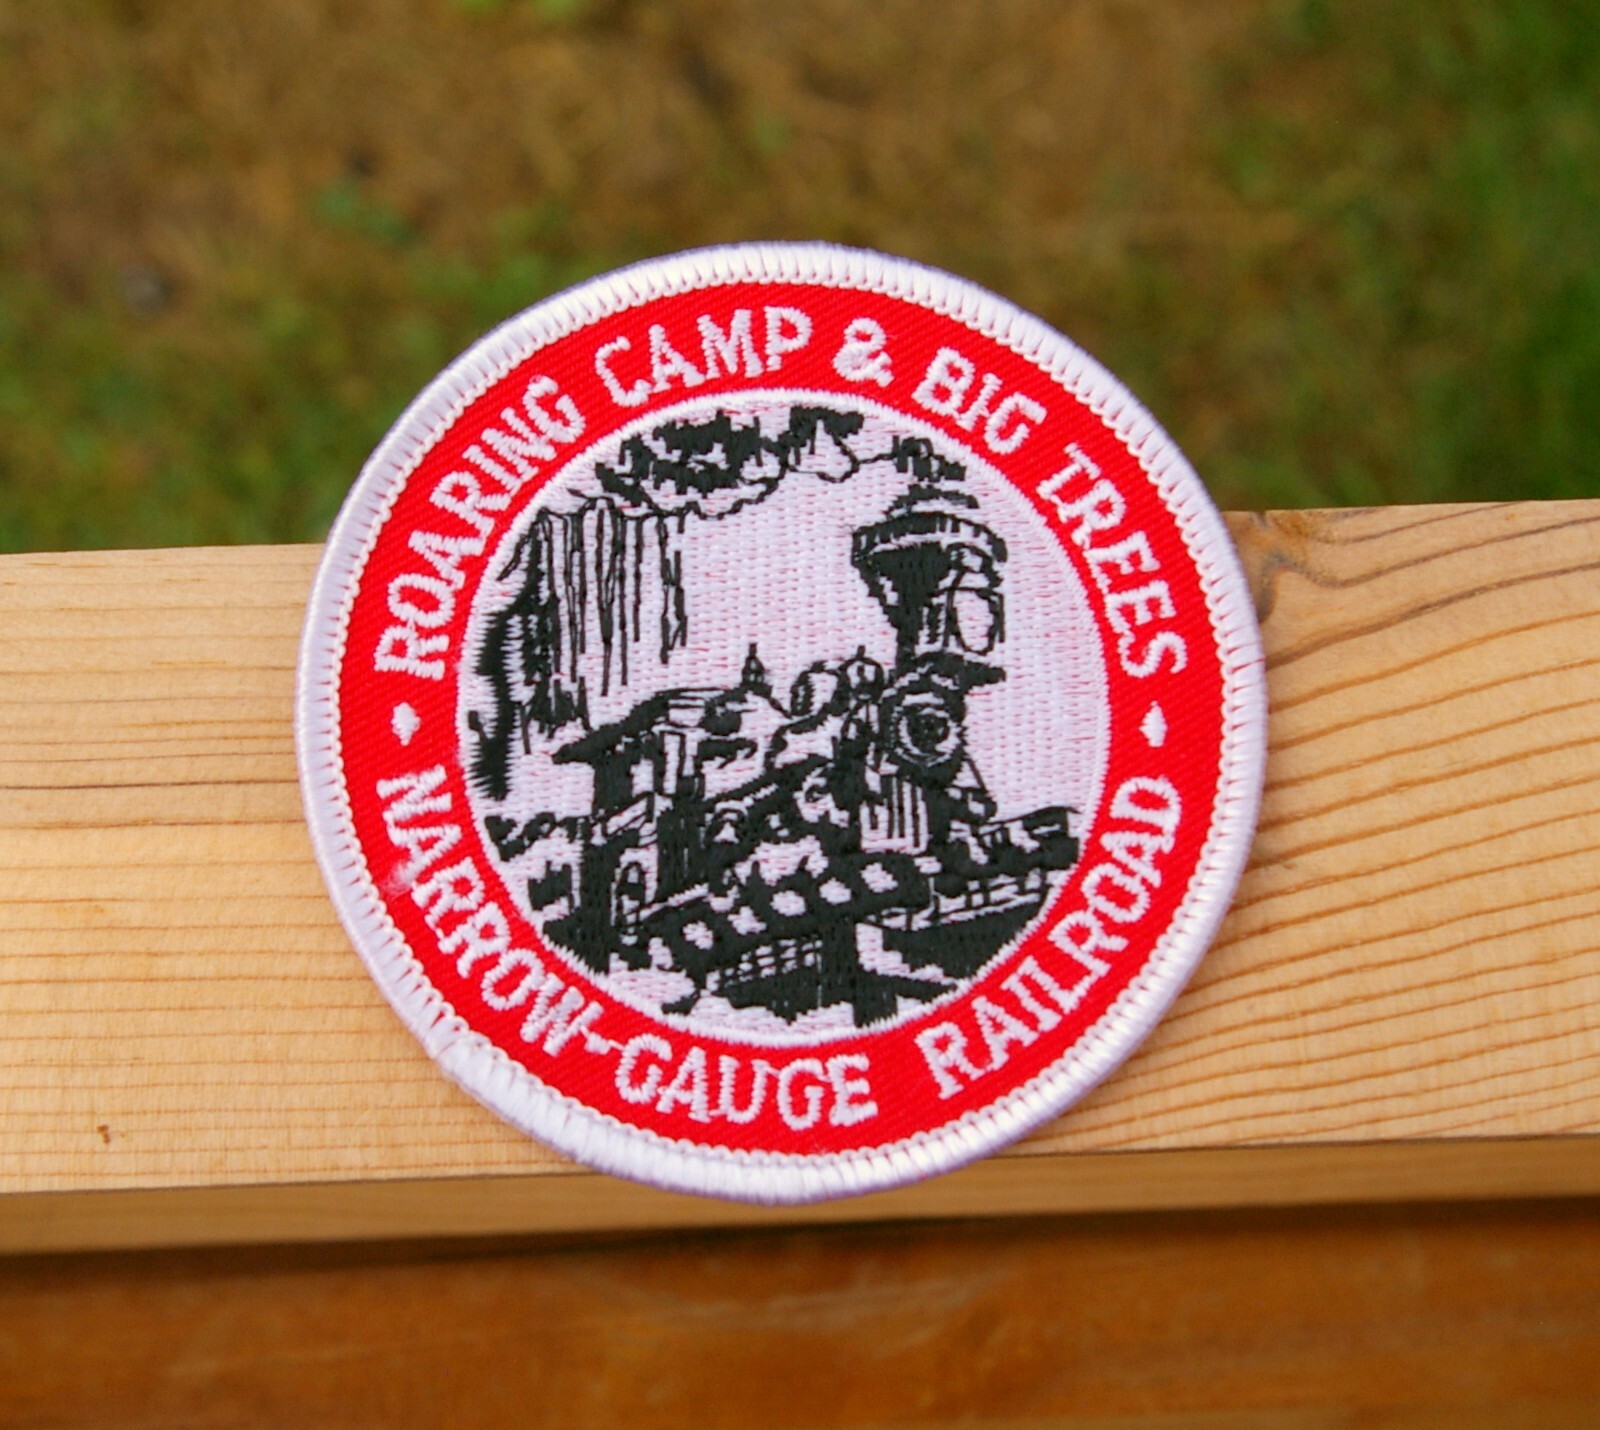 ROARING CAMP & BIG TREES
NARROW-GAUGE RAILROAD